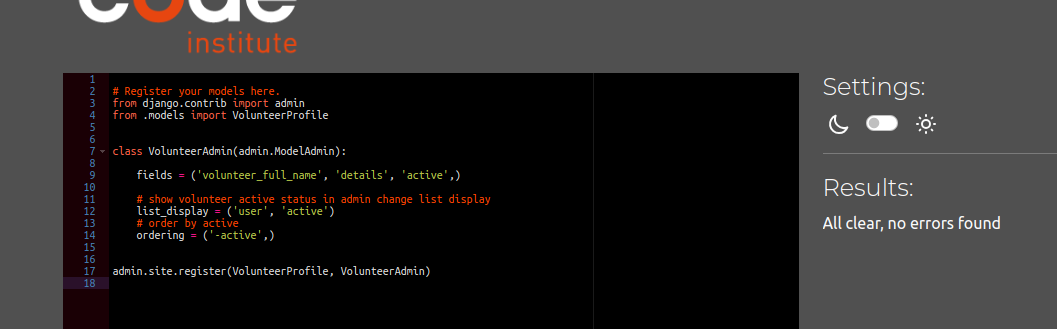 code
institute
1
2 # Register your models here.
3 from django.contrib import admin
4 from .models import VolunteerProfile
5
6
7 class VolunteerAdmin(admin.ModelAdmin):
8
9     fields = ('volunteer_full_name', 'details', 'active',)
10
11     # show volunteer active status in admin change list display
12     list_display = ('user', 'active')
13     # order by active
14     ordering = ('-active',)
15
16
17 admin.site.register(VolunteerProfile, VolunteerAdmin)
18
Settings:
Results:
All clear, no errors found